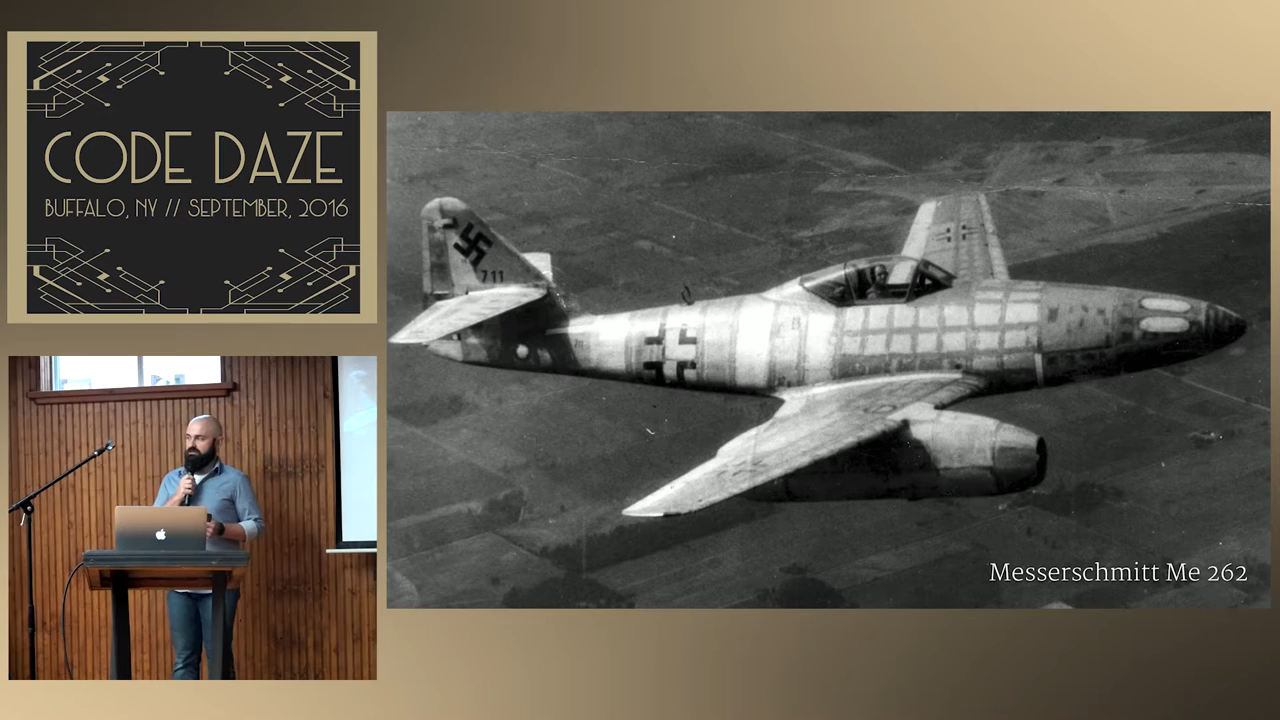 CODE DAZE
BUFFALO, NY // SEPTEMBER, 2016
711
Messerschmitt Me 262